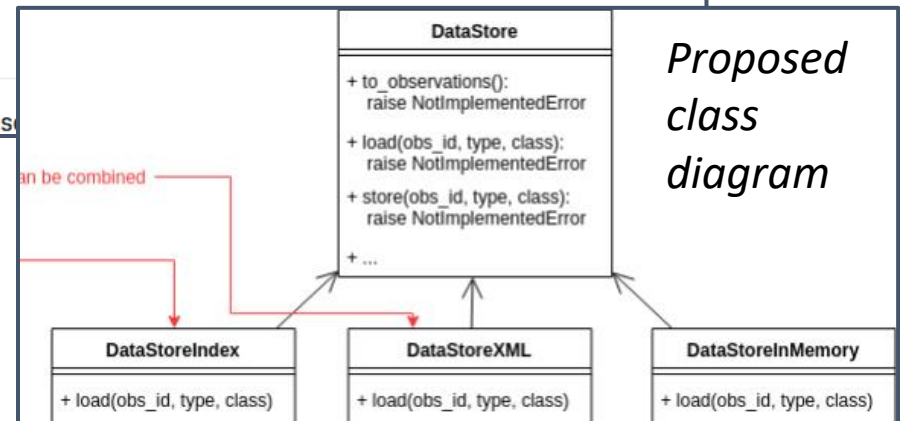 DataStore
+ to_observations():
raise NotImplementedError
+ load(obs_id, type, class):
raise NotImplementedError
+ store(obs_id, type, class):
raise NotImplementedError
+ ...
Proposed
class
diagram
an be combined
DataStoreIndex
+ load(obs_id, type, class)
DataStoreXML
+ load(obs_id, type, class)
DataStoreInMemory
+ load(obs_id, type, class)